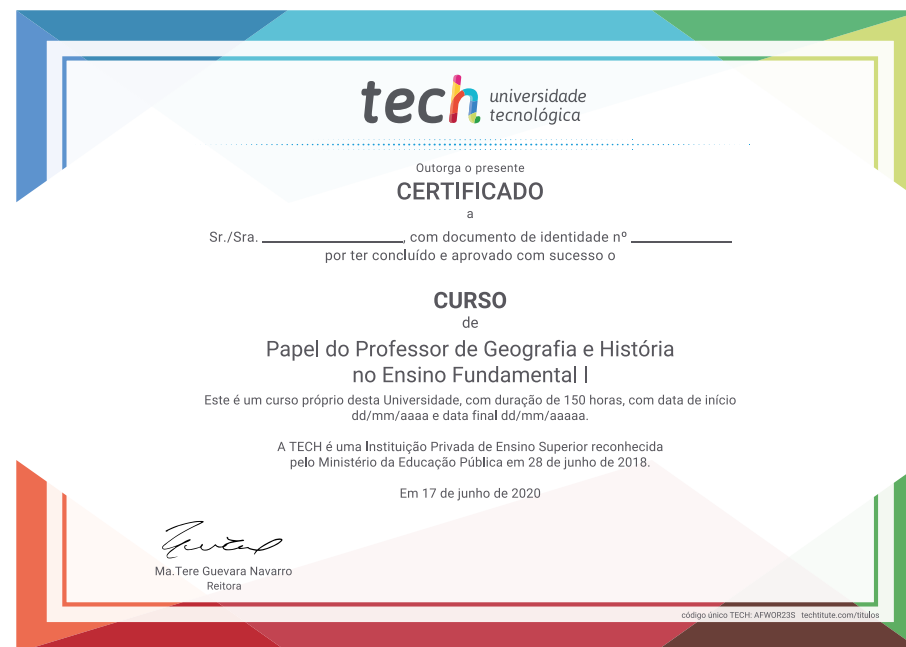 tech universidade
tecnológica
Outorga o presente
CERTIFICADO
a
Sr./Sra. ____________, com documento de identidade nº ____________
por ter concluído e aprovado com sucesso o
CURSO
de
Papel do Professor de Geografia e História
no Ensino Fundamental I
Este é um curso próprio desta Universidade, com duração de 150 horas, com data de início
dd/mm/aaaa e data final dd/mm/aaaaa.
A TECH é uma Instituição Privada de Ensino Superior reconhecida
pelo Ministério da Educação Pública em 28 de junho de 2018.
Em 17 de junho de 2020
Ma.Tere Guevara Navarro
Reitora
código único TECH: AFWOR23S techtitute.com/titulos